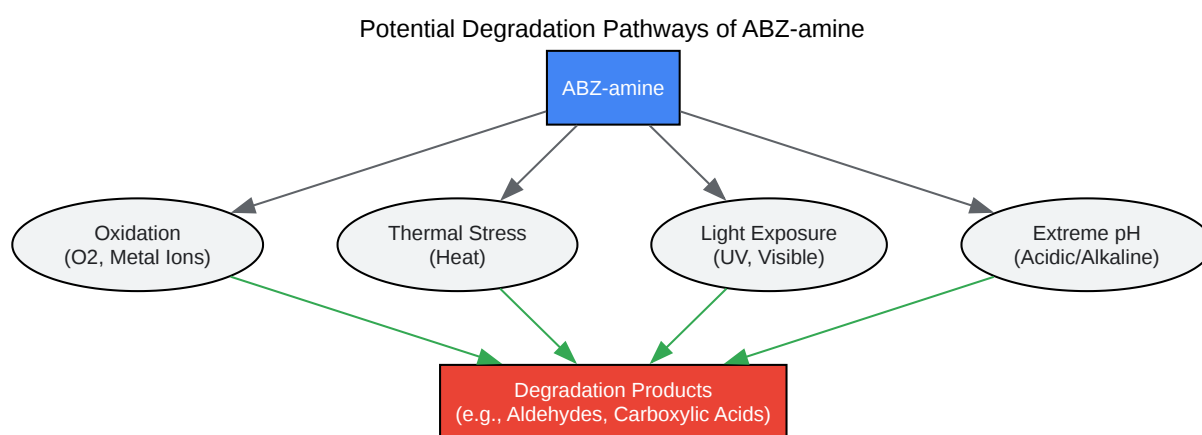 Potential Degradation Pathways of ABZ-amine
ABZ-amine
Oxidation
(O2, Metal Ions)
Thermal Stress
(Heat)
Light Exposure
(UV, Visible)
Extreme pH
(Acidic/Alkaline)
Degradation Products
(e.g., Aldehydes, Carboxylic Acids)